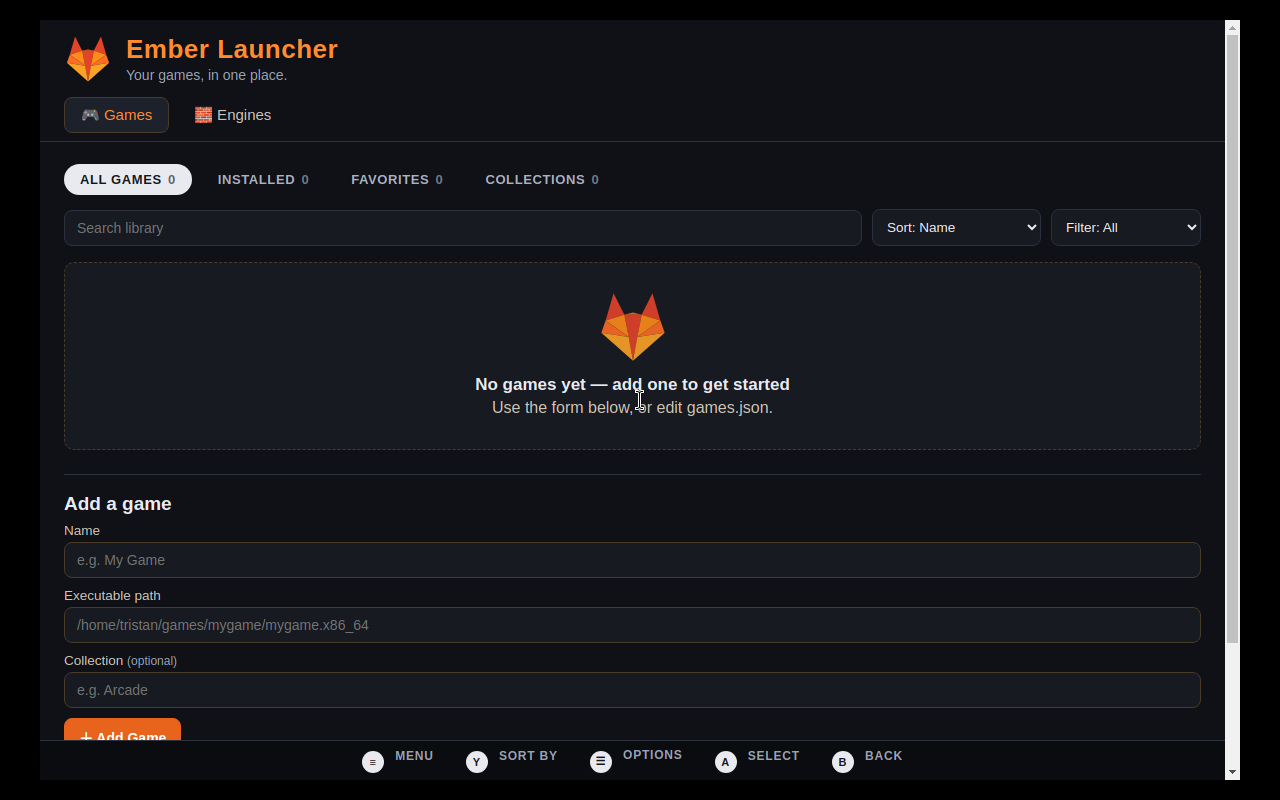 Ember Launcher
Your games, in one place.
🎮 Games 🧱 Engines
ALL GAMES 0 INSTALLED 0 FAVORITES 0 COLLECTIONS 0
Search library Sort: Name Filter: All
No games yet — add one to get started
Use the form below, or edit games.json.
Add a game
Name
e.g. My Game
Executable path
/home/tristan/games/mygame/mygame.x86_64
Collection (optional)
e.g. Arcade
+ Add Game
≡ MENU Y SORT BY ☰ OPTIONS A SELECT B BACK